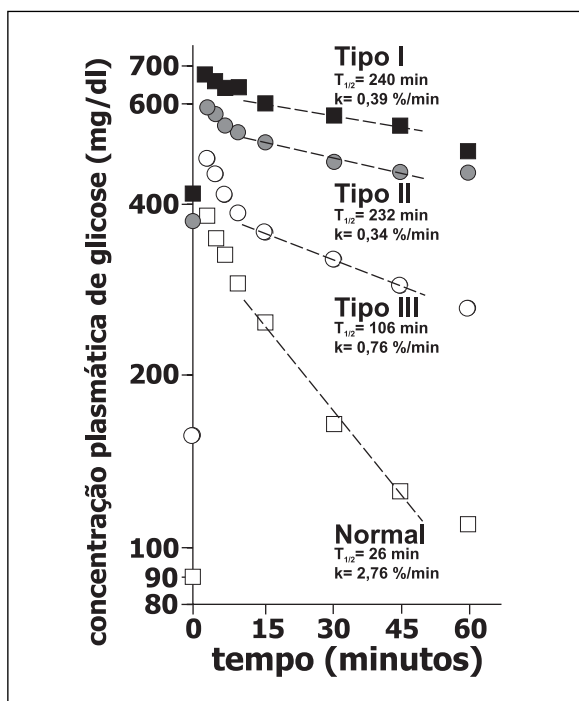 concentração plasmática de glicose (mg/dl)
700
600
400
200
100
90
80
Tipo I
T1/2= 240 min
k= 0,39 %/min
Tipo II
T1/2= 232 min
k= 0,34 %/min
Tipo III
T1/2= 106 min
k= 0,76 %/min
Normal
T1/2= 26 min
k= 2,76 %/min
0 15 30 45 60
tempo (minutos)